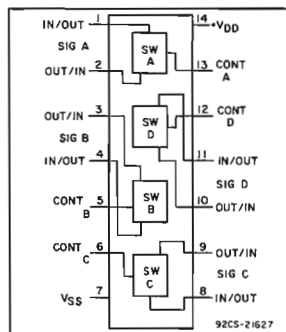 IN/OUT 1 14 +VDD
SIG A SW A
OUT/IN 2 13 CONT A
OUT/IN 3 12 CONT D
SIG B SW D
IN/OUT 4 11 IN/OUT
SIG D
CONT B 5 SW B 10 OUT/IN
CONT C 6 9 OUT/IN
SW C SIG C
VSS 7 8 IN/OUT
92CS-21627